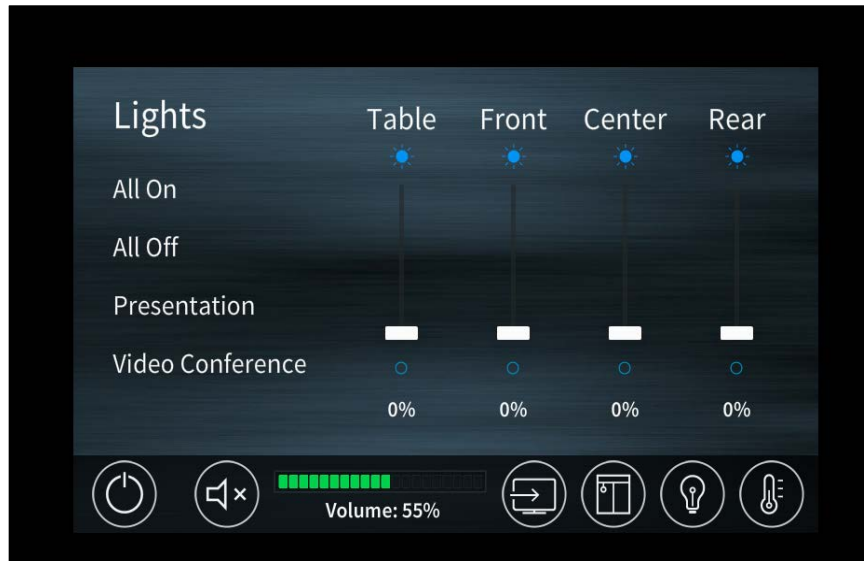 Lights
Table Front Center Rear
All On
All Off
Presentation
Video Conference
0% 0% 0% 0%
Volume: 55%